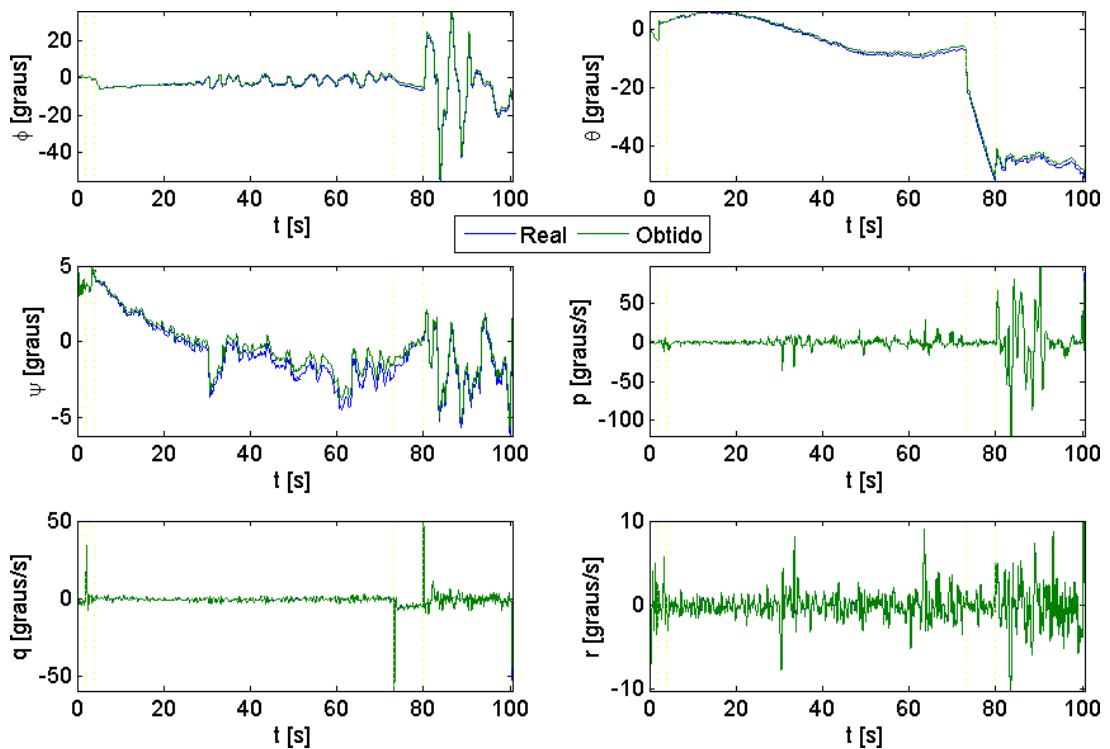 20
0
-20
-40
ϕ [graus]
0 20 40 60 80 100
t [s]
0
-20
-40
θ [graus]
0 20 40 60 80 100
t [s]
Real Obtido
5
0
-5
ψ [graus]
0 20 40 60 80 100
t [s]
50
0
-50
-100
p [graus/s]
0 20 40 60 80 100
t [s]
50
0
-50
q [graus/s]
0 20 40 60 80 100
t [s]
10
0
-10
r [graus/s]
0 20 40 60 80 100
t [s]